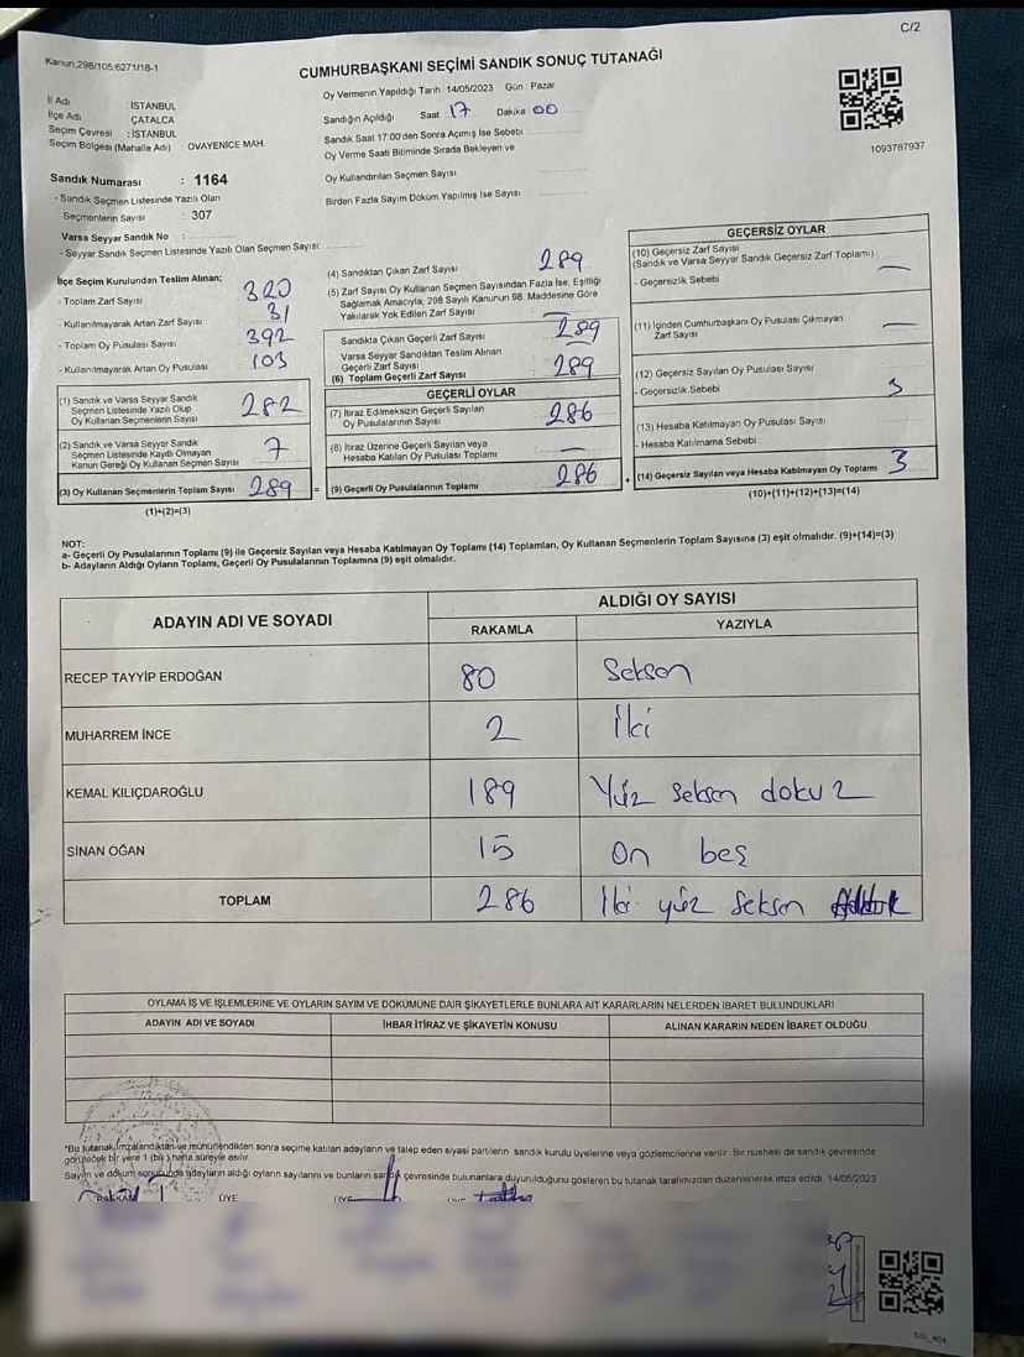 C/2
Kanun;298/105;6271/18-1
CUMHURBAŞKANI SEÇİMİ SANDIK SONUÇ TUTANAĞI
İl Adı : İSTANBUL
İlçe Adı : ÇATALCA
Seçim Çevresi : İSTANBUL
Seçim Bölgesi (Mahalle Adı) : OVAYENİCE MAH.
Oy Vermenin Yapıldığı Tarih : 14/05/2023 Gün : Pazar
Sandığın Açıldığı Saat 17 Dakika 00
Sandık Saat 17:00'den Sonra Açımış İse Sebebi
Oy Verme Saati Bitiminde Sırada Bekleyen ve
Oy Kullandırılan Seçmen Sayısı
Birden Fazla Sayım Döküm Yapılmış İse Sayısı
1093787937
Sandık Numarası : 1164
- Sandık Seçmen Listesinde Yazılı Olan
Seçmenlerin Sayısı : 307
Varsa Seyyar Sandık No :
- Seyyar Sandık Seçmen Listesinde Yazılı Olan Seçmen Sayısı:
İlçe Seçim Kurulundan Teslim Alınan;
- Toplam Zarf Sayısı 320
- Kullanılmayarak Artan Zarf Sayısı 31
- Toplam Oy Pusulası Sayısı 392
- Kullanılmayarak Artan Oy Pusulası 103
(1) Sandık ve Varsa Seyyar Sandık
Seçmen Listesinde Yazılı Olup
Oy Kullanan Seçmenlerin Sayısı 282
(2) Sandık ve Varsa Seyyar Sandık
Seçmen Listesinde Kayıtlı Olmayan
Kanun Gereği Oy Kullanan Seçmen Sayısı 7
(3) Oy Kullanan Seçmenlerin Toplam Sayısı 289 =
(1)+(2)=(3)
(4) Sandıktan Çıkan Zarf Sayısı 289
(5) Zarf Sayısı Oy Kullanan Seçmen Sayısından Fazla İse, Eşitliği
Sağlamak Amacıyla, 298 Sayılı Kanunun 98. Maddesine Göre
Yakılarak Yok Edilen Zarf Sayısı —
Sandıkta Çıkan Geçerli Zarf Sayısı 289
Varsa Seyyar Sandıktan Teslim Alınan
Geçerli Zarf Sayısı —
(6) Toplam Geçerli Zarf Sayısı 289
GEÇERLİ OYLAR
(7) İtiraz Edilmeksizin Geçerli Sayılan
Oy Pusulalarının Sayısı 286
(8) İtiraz Üzerine Geçerli Sayılan veya
Hesaba Katılan Oy Pusulası Toplamı —
(9) Geçerli Oy Pusulalarının Toplamı 286 +
GEÇERSİZ OYLAR
(10) Geçersiz Zarf Sayısı
(Sandık ve Varsa Seyyar Sandık Geçersiz Zarf Toplamı) —
- Geçersizlik Sebebi
(11) İçinden Cumhurbaşkanı Oy Pusulası Çıkmayan
Zarf Sayısı —
(12) Geçersiz Sayılan Oy Pusulası Sayısı
- Geçersizlik Sebebi 3
(13) Hesaba Katılmayan Oy Pusulası Sayısı
- Hesaba Katılmama Sebebi
(14) Geçersiz Sayılan veya Hesaba Katılmayan Oy Toplamı 3
(10)+(11)+(12)+(13)=(14)
NOT:
a- Geçerli Oy Pusulalarının Toplamı (9) ile Geçersiz Sayılan veya Hesaba Katılmayan Oy Toplamı (14) Toplamları, Oy Kullanan Seçmenlerin Toplam Sayısına (3) eşit olmalıdır. (9)+(14)=(3)
b- Adayların Aldığı Oyların Toplamı, Geçerli Oy Pusulalarının Toplamına (9) eşit olmalıdır.
ADAYIN ADI VE SOYADI
ALDIĞI OY SAYISI
RAKAMLA YAZIYLA
RECEP TAYYİP ERDOĞAN 80 Seksen
MUHARREM İNCE 2 İki
KEMAL KILIÇDAROĞLU 189 Yüz seksen dokuz
SİNAN OĞAN 15 On beş
TOPLAM 286 İki yüz seksen
OYLAMA İŞ VE İŞLEMLERİNE VE OYLARIN SAYIM VE DÖKÜMÜNE DAİR ŞİKAYETLERLE BUNLARA AİT KARARLARIN NELERDEN İBARET BULUNDUKLARI
ADAYIN ADI VE SOYADI İHBAR İTİRAZ VE ŞİKAYETİN KONUSU ALINAN KARARIN NEDEN İBARET OLDUĞU
*Bu tutanak imzalandıktan ve mühürlendikten sonra seçime katılan adayların ve talep eden siyasi partilerin sandık kurulu üyelerine veya gözlemcilerine verilir. Bir nüshası da sandık çevresinde
görülecek bir yere 1 (bir) hafta süreyle asılır.
Sayım ve döküm sonucunda adayların aldığı oyların sayılarını ve bunların sandık çevresinde bulunanlara duyurulduğunu gösteren bu tutanak tarafımızdan düzenlenerek imza edildi. 14/05/2023
ÜYE ÜYE